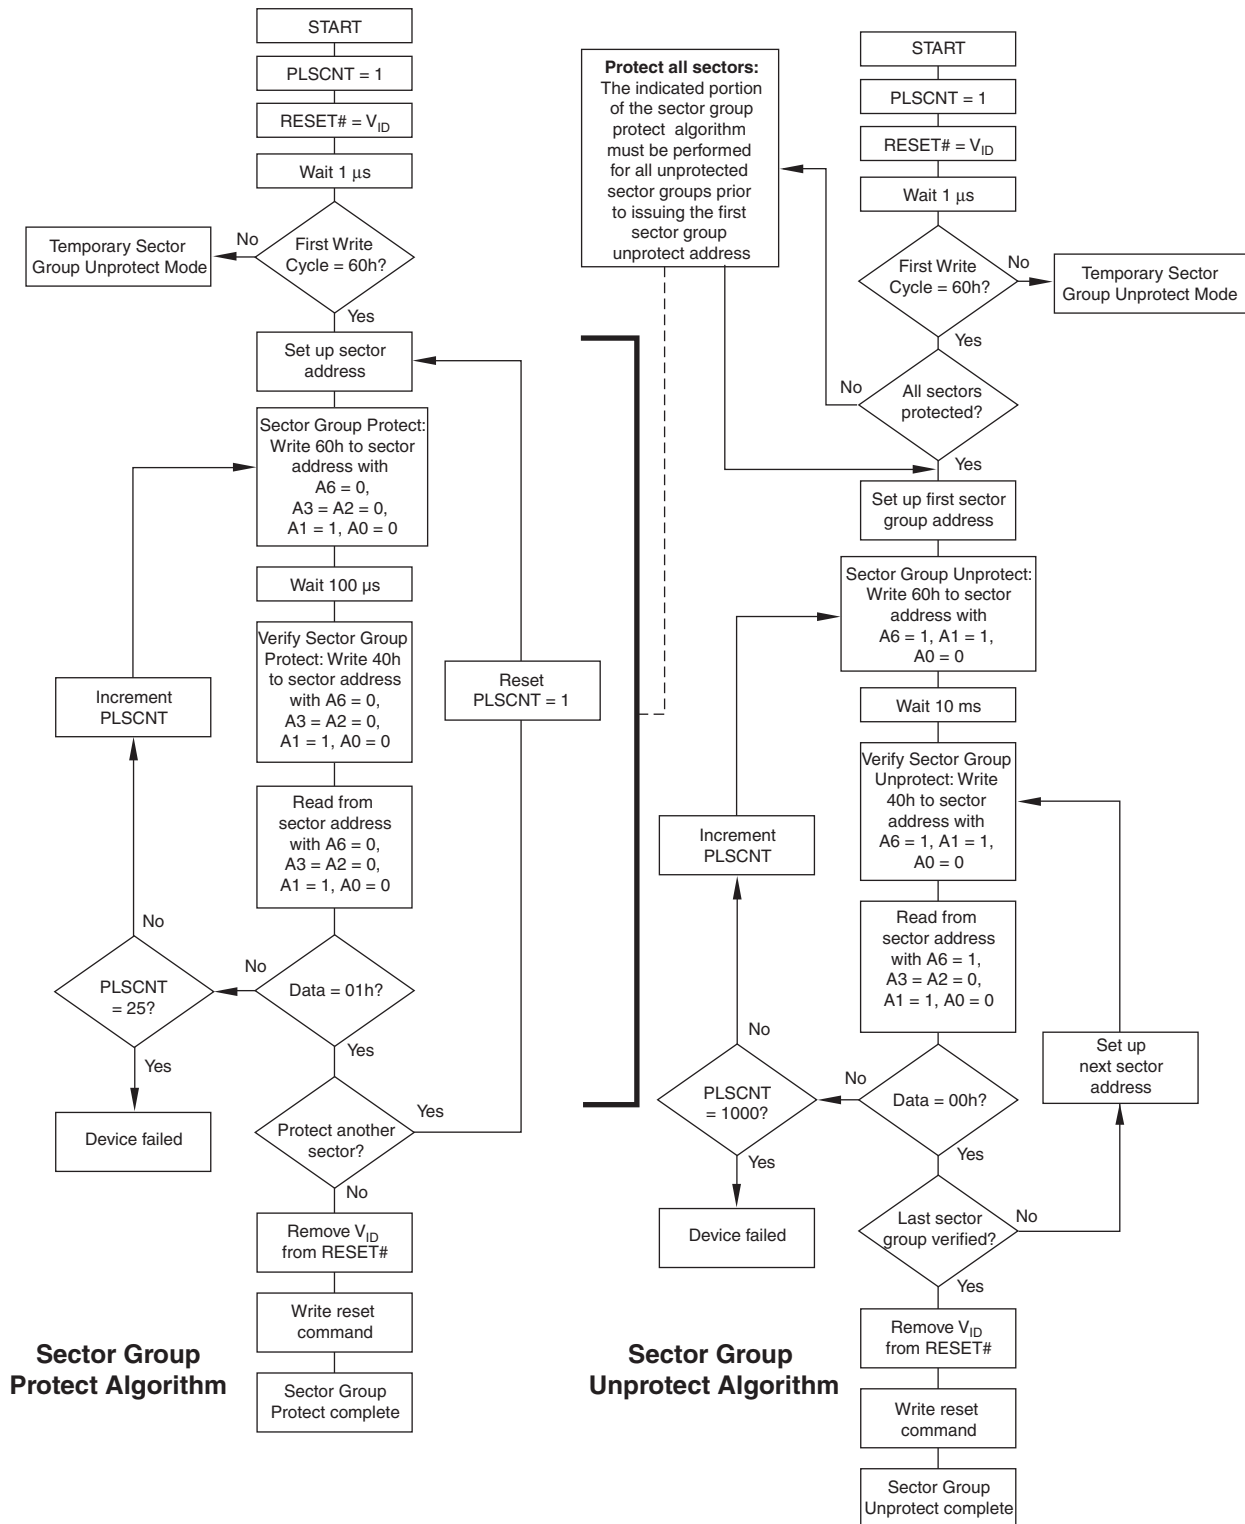 START
PLSCNT = 1
RESET# = VID
Wait 1 μs
First Write
Cycle = 60h?
No
Temporary Sector
Group Unprotect Mode
Yes
Set up sector
address
Sector Group Protect:
Write 60h to sector
address with
A6 = 0,
A3 = A2 = 0,
A1 = 1, A0 = 0
Wait 100 μs
Verify Sector Group
Protect: Write 40h
to sector address
with A6 = 0,
A3 = A2 = 0,
A1 = 1, A0 = 0
Increment
PLSCNT
Reset
PLSCNT = 1
Read from
sector address
with A6 = 0,
A3 = A2 = 0,
A1 = 1, A0 = 0
No
No
PLSCNT
= 25?
Data = 01h?
Yes
Yes
Device failed
Yes
Protect another
sector?
No
Remove VID
from RESET#
Write reset
command
Sector Group
Protect complete
Sector Group
Protect Algorithm
Protect all sectors:
The indicated portion
of the sector group
protect algorithm
must be performed
for all unprotected
sector groups prior
to issuing the first
sector group
unprotect address
START
PLSCNT = 1
RESET# = VID
Wait 1 μs
First Write
Cycle = 60h?
No
Temporary Sector
Group Unprotect Mode
Yes
No
All sectors
protected?
Yes
Set up first sector
group address
Sector Group Unprotect:
Write 60h to sector
address with
A6 = 1, A1 = 1,
A0 = 0
Wait 10 ms
Verify Sector Group
Unprotect: Write
40h to sector
address with
A6 = 1, A1 = 1,
A0 = 0
Increment
PLSCNT
Read from
sector address
with A6 = 1,
A3 = A2 = 0,
A1 = 1, A0 = 0
No
No
PLSCNT
= 1000?
Data = 00h?
Set up
next sector
address
Yes
Yes
Device failed
Last sector
group verified?
No
Yes
Remove VID
from RESET#
Write reset
command
Sector Group
Unprotect complete
Sector Group
Unprotect Algorithm